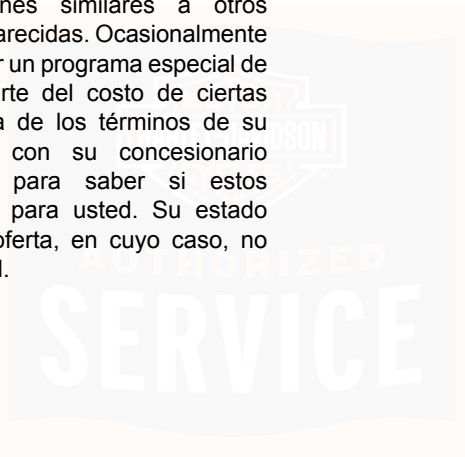 nes similares a otros
arecidas. Ocasionalmente
r un programa especial de
rte del costo de ciertas
a de los términos de su
con su concesionario
para saber si estos
para usted. Su estado
oferta, en cuyo caso, no
l.
AUTHORIZED
SERVICE